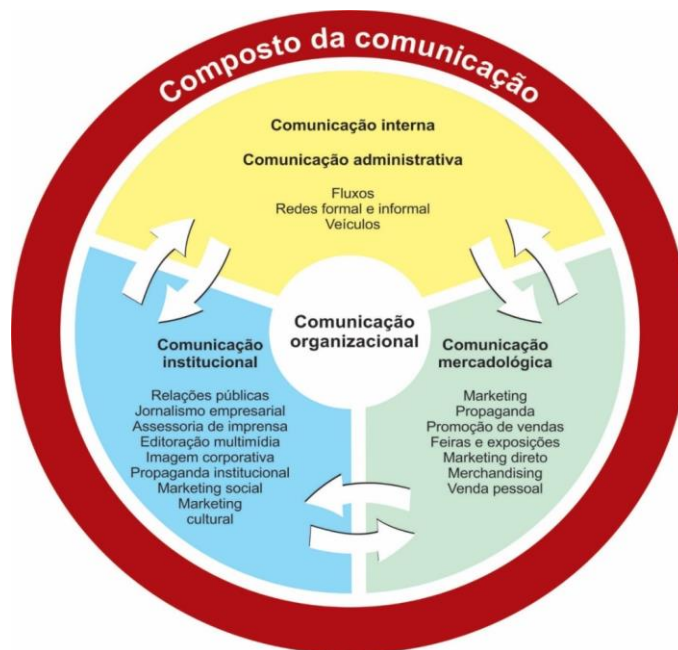 Composto da comunicação
Comunicação interna
Comunicação administrativa
Fluxos
Redes formal e informal
Veículos
Comunicação
organizacional
Comunicação
institucional
Relações públicas
Jornalismo empresarial
Assessoria de imprensa
Editoração multimídia
Imagem corporativa
Propaganda institucional
Marketing social
Marketing
cultural
Comunicação
mercadológica
Marketing
Propaganda
Promoção de vendas
Feiras e exposições
Marketing direto
Merchandising
Venda pessoal